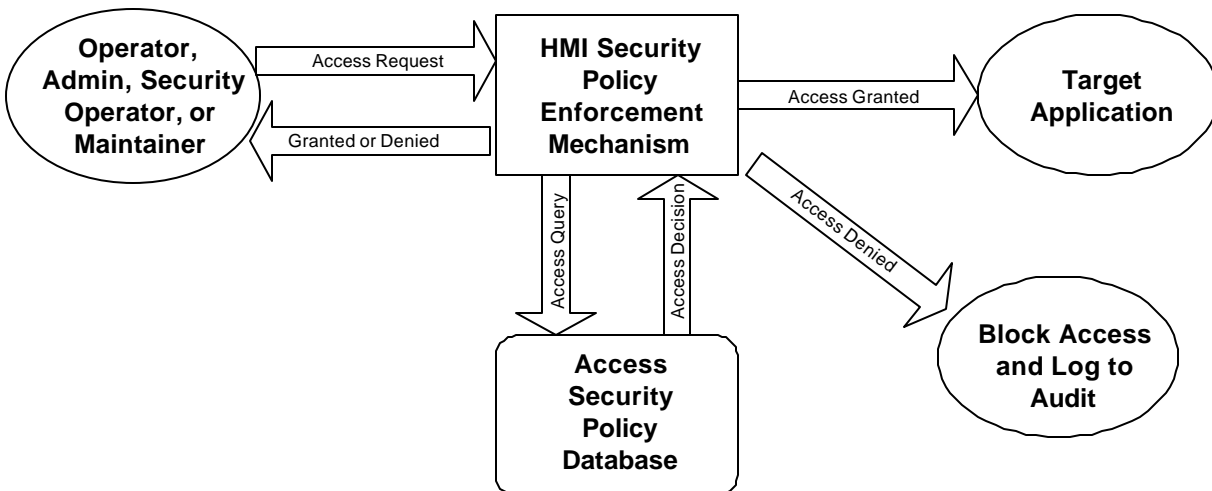 Operator,
Admin, Security
Operator, or
Maintainer
Access Request
Granted or Denied
HMI Security
Policy
Enforcement
Mechanism
Access Granted
Target
Application
Access Query
Access Decision
Access Denied
Access
Security
Policy
Database
Block Access
and Log to
Audit